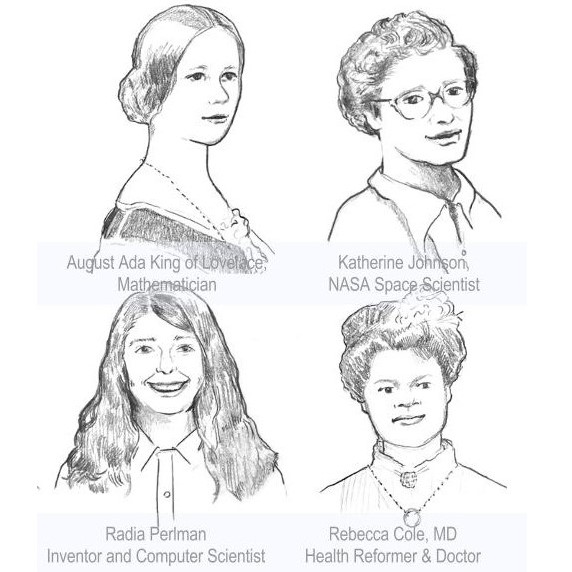 August Ada King of Lovelace,
Mathematician
Katherine Johnson,
NASA Space Scientist
Radia Perlman
Inventor and Computer Scientist
Rebecca Cole, MD
Health Reformer & Doctor